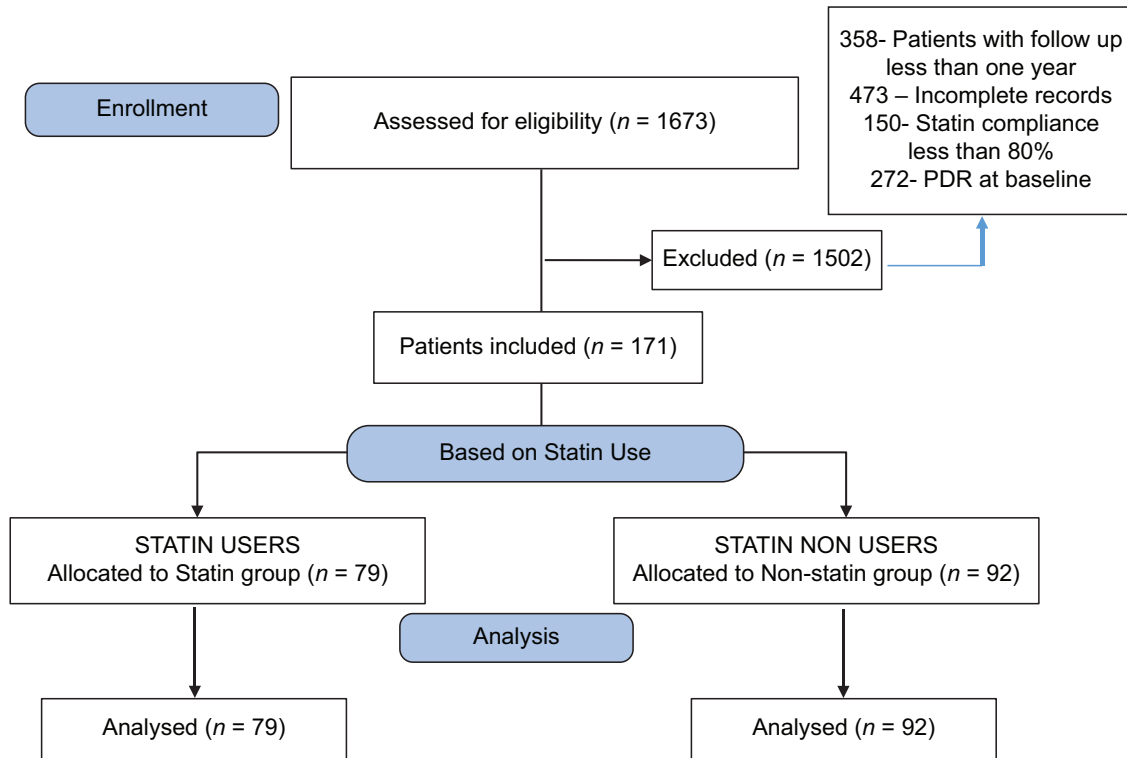 Enrollment
Assessed for eligibility (n = 1673)
358- Patients with follow up
less than one year
473 – Incomplete records
150- Statin compliance
less than 80%
272- PDR at baseline
Excluded (n = 1502)
Patients included (n = 171)
Based on Statin Use
STATIN USERS
Allocated to Statin group (n = 79)
STATIN NON USERS
Allocated to Non-statin group (n = 92)
Analysis
Analysed (n = 79)
Analysed (n = 92)